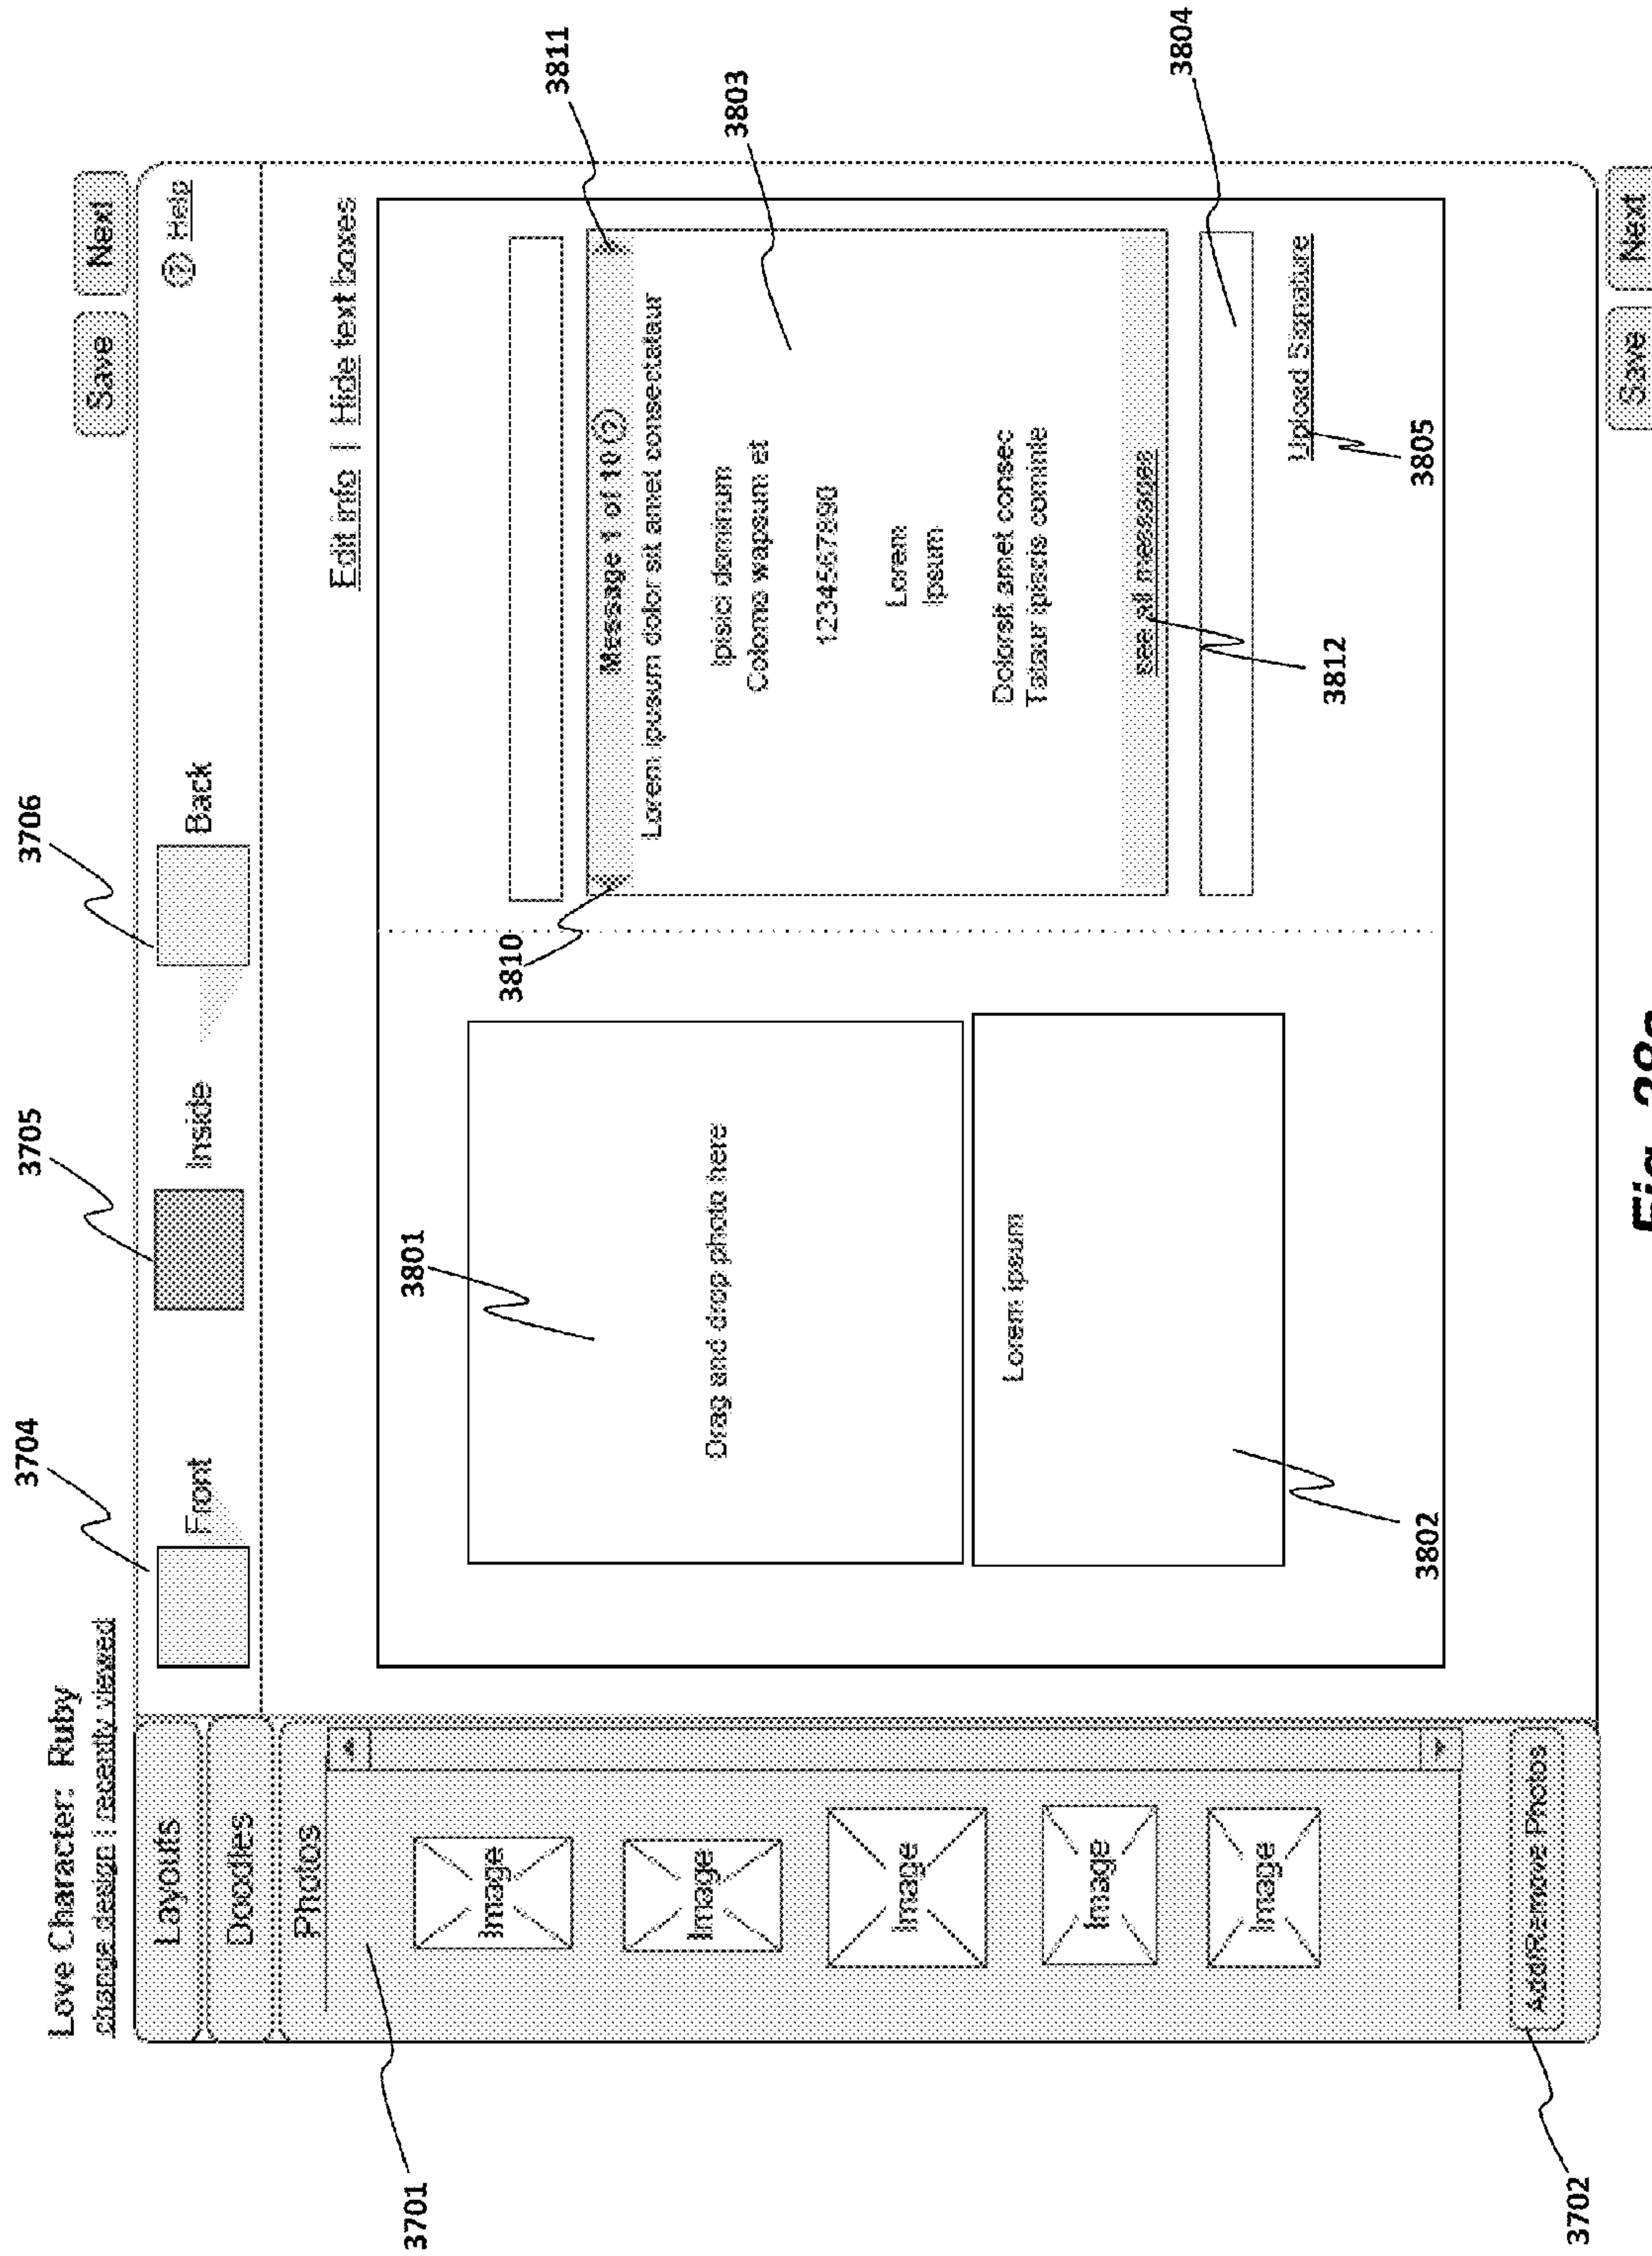 Love Character: Ruby
change design | recently viewed
Save
Next
3704
3705
3706
Layouts
Doodles
Photos
Front
Inside
Back
Help
Edit info | Hide text boxes
3701
Image
Image
Image
Image
Image
Add/Remove Photos
3702
3801
Drag and drop photo here
Lorem ipsum
3802
3810
3811
Message 1 of 10
Lorem ipsum dolor sit amet consectataur
3803
Ipisici dominum
Coloms wapsum et
1234567890
Lorem
Ipsum
Dolorsit amet consec
Tataur ipiscis comnle
see all messages
3812
3804
Upload Signature
3805
Save
Next